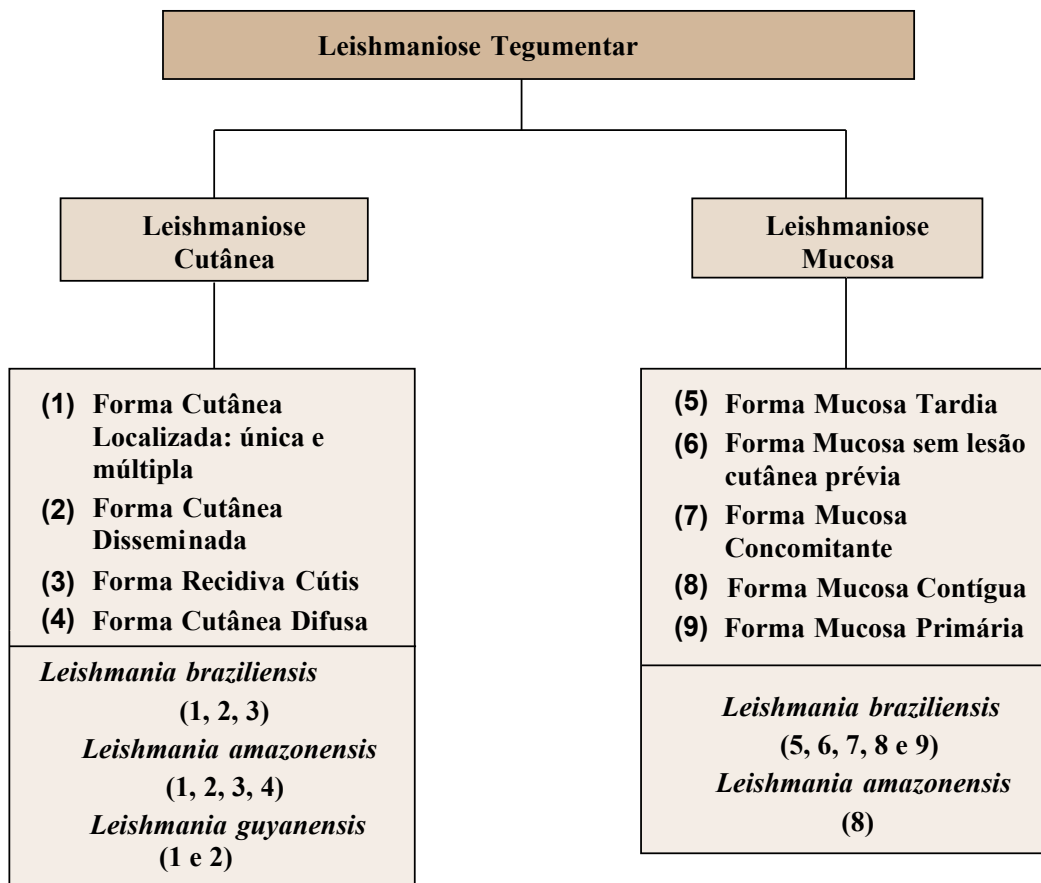 Leishmaniose Tegumentar
Leishmaniose
Cutânea
(1) Forma Cutânea
Localizada: única e
múltipla
(2) Forma Cutânea
Disseminada
(3) Forma Recidiva Cútis
(4) Forma Cutânea Difusa
Leishmania braziliensis
(1, 2, 3)
Leishmania amazonensis
(1, 2, 3, 4)
Leishmania guyanensis
(1 e 2)
Leishmaniose
Mucosa
(5) Forma Mucosa Tardia
(6) Forma Mucosa sem lesão
cutânea prévia
(7) Forma Mucosa
Concomitante
(8) Forma Mucosa Contígua
(9) Forma Mucosa Primária
Leishmania braziliensis
(5, 6, 7, 8 e 9)
Leishmania amazonensis
(8)